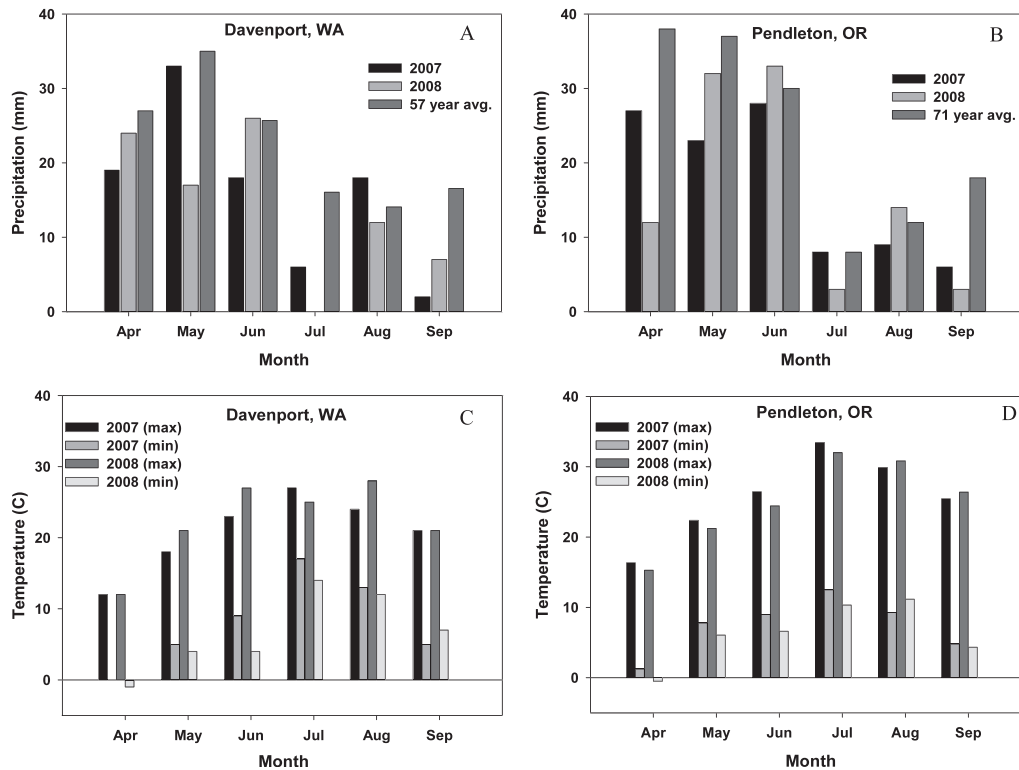 Davenport, WA
A
2007
2008
57 year avg.
Precipitation (mm)
40
30
20
10
0
Apr May Jun Jul Aug Sep
Month
Pendleton, OR
B
2007
2008
71 year avg.
Precipitation (mm)
40
30
20
10
0
Apr May Jun Jul Aug Sep
Month
Davenport, WA
C
2007 (max)
2007 (min)
2008 (max)
2008 (min)
Temperature (C)
40
30
20
10
0
Apr May Jun Jul Aug Sep
Month
Pendleton, OR
D
2007 (max)
2007 (min)
2008 (max)
2008 (min)
Temperature (C)
40
30
20
10
0
Apr May Jun Jul Aug Sep
Month